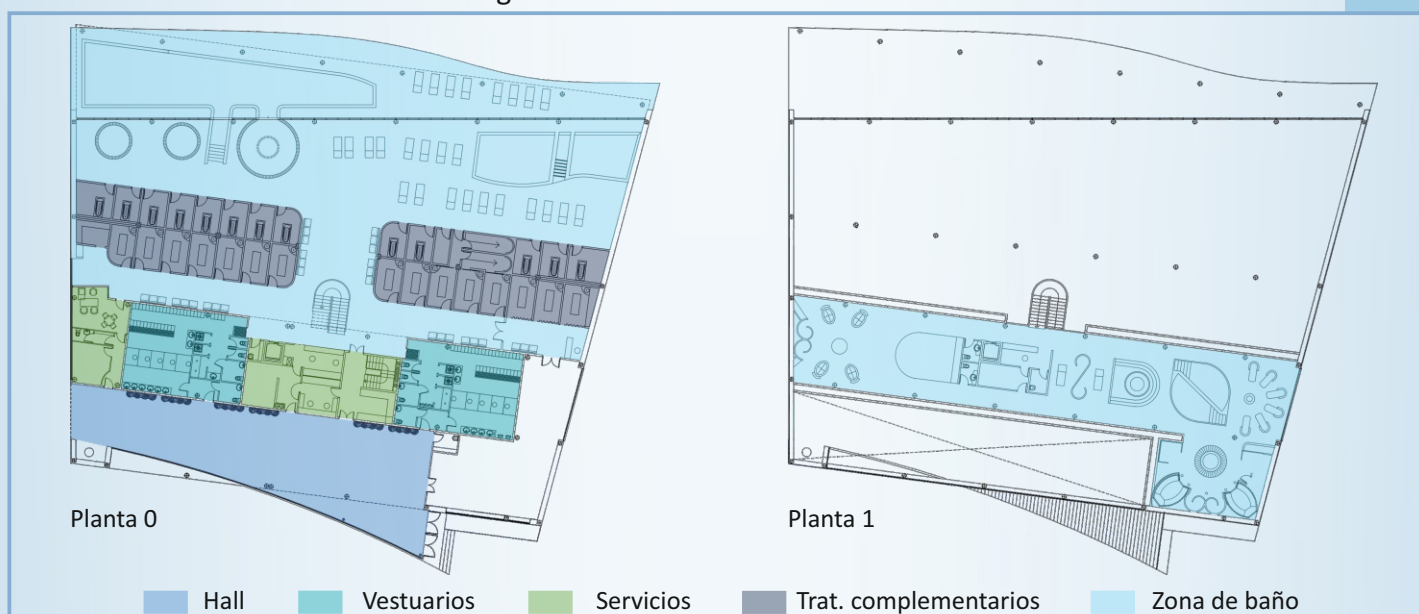 Planta 0
Planta 1
Hall
Vestuarios
Servicios
Trat. complementarios
Zona de baño